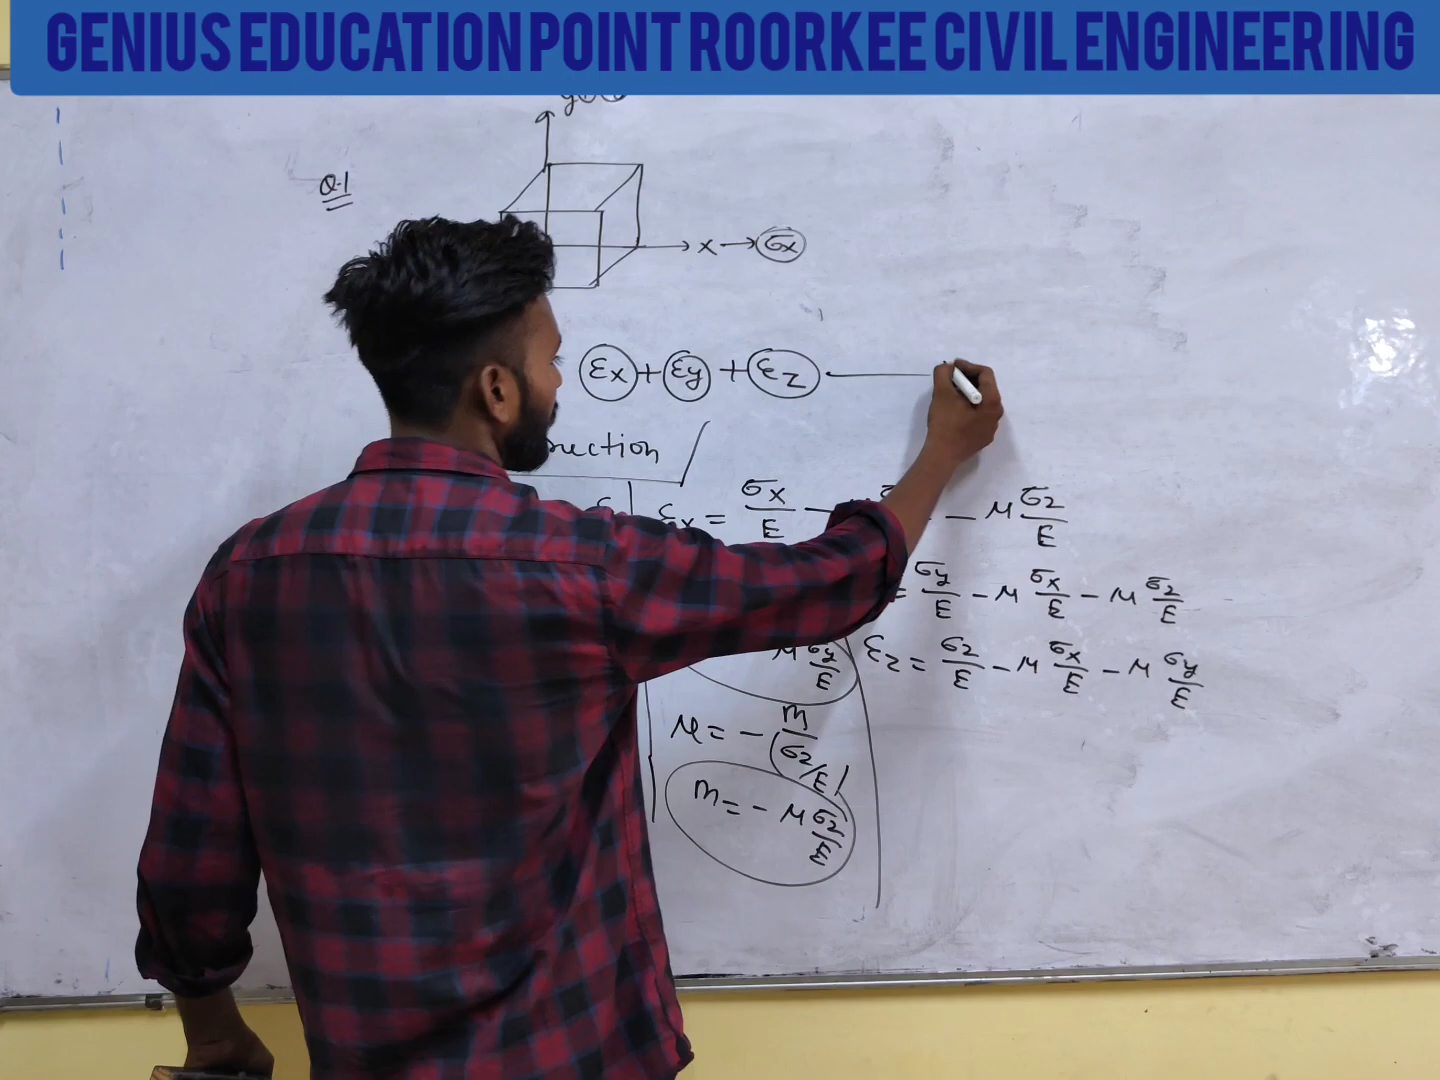 GENIUS EDUCATION POINT ROORKEE CIVIL ENGINEERING
y
Q.1
x → σx
εx + εy + εz
εx = σx/E − − μ σz/E
= σy/E − μ σx/E − μ σz/E
μ σy/E
εz = σz/E − μ σx/E − μ σy/E
μ = − m/(σz/E)
m = − μ σz/E